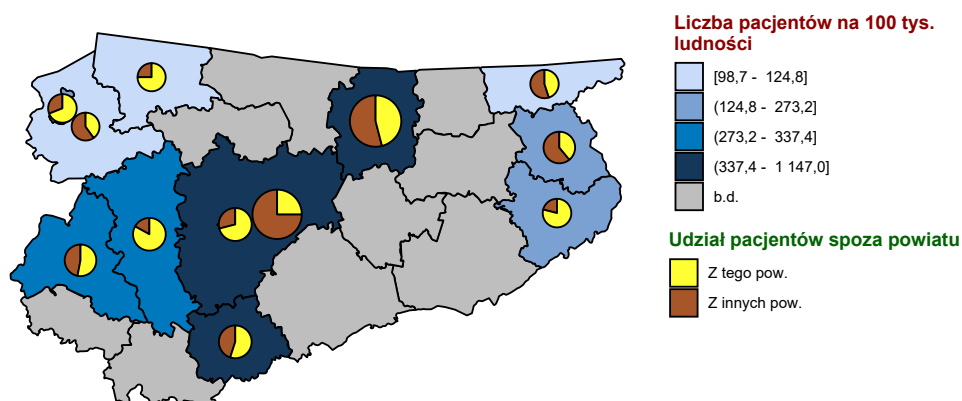 Liczba pacjentów na 100 tys.
ludności
[98,7 - 124,8]
(124,8 - 273,2]
(273,2 - 337,4]
(337,4 - 1 147,0]
b.d.
Udział pacjentów spoza powiatu
Z tego pow.
Z innych pow.